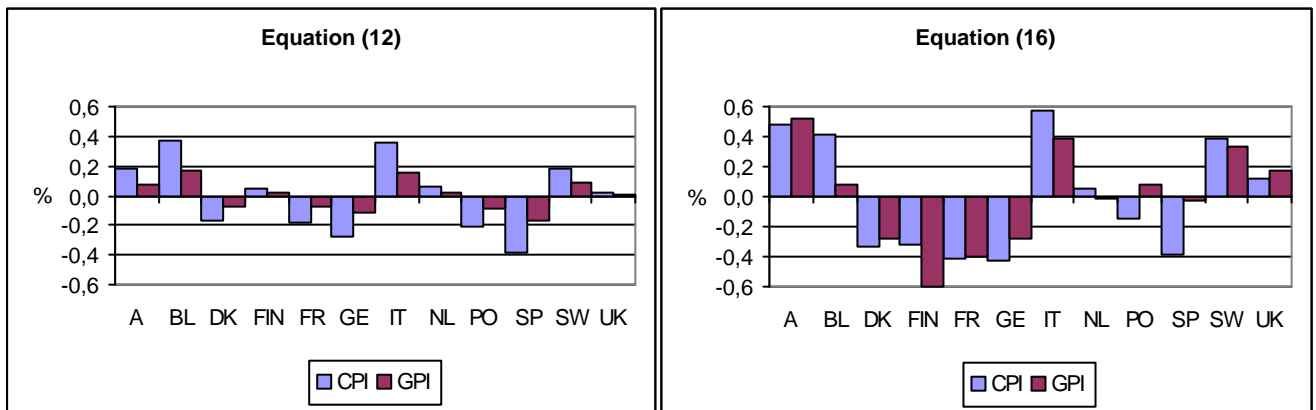 Equation (12)
0,6
0,4
0,2
0,0
-0,2
-0,4
-0,6
%
A BL DK FIN FR GE IT NL PO SP SW UK
CPI GPI
Equation (16)
0,6
0,4
0,2
0,0
-0,2
-0,4
-0,6
%
A BL DK FIN FR GE IT NL PO SP SW UK
CPI GPI